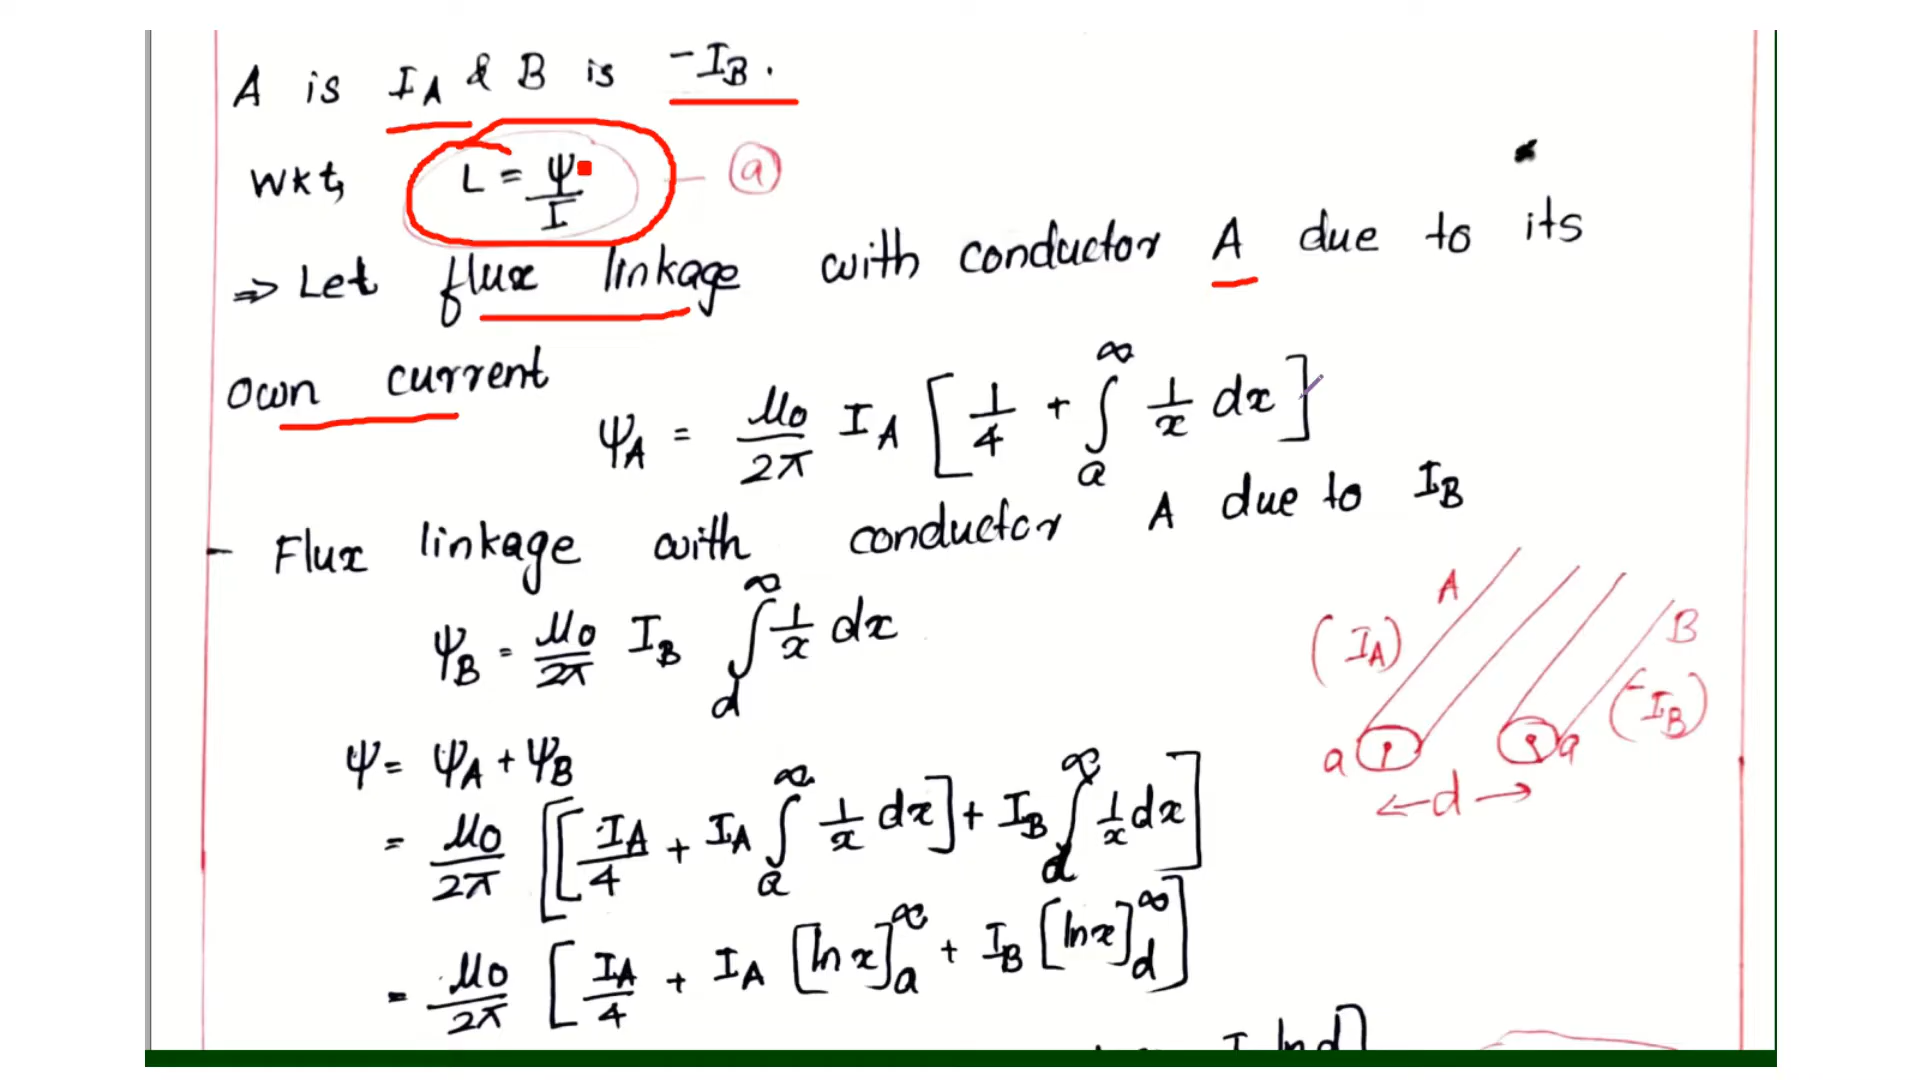 A is I_A & B is -I_B.
Wkt, L = Ψ/I — (a)
⇒ Let flux linkage with conductor A due to its
own current
Ψ_A = μ₀/2π I_A [1/4 + ∫_a^∞ 1/x dx]
- Flux linkage with conductor A due to I_B
Ψ_B = μ₀/2π I_B ∫_d^∞ 1/x dx
Ψ = Ψ_A + Ψ_B
= μ₀/2π [[I_A/4 + I_A ∫_a^∞ 1/x dx] + I_B ∫_d^∞ 1/x dx]
= μ₀/2π [I_A/4 + I_A [ln x]_a^∞ + I_B [ln x]_d^∞]
ln d]
A
B
(I_A)
(-I_B)
a
a
←d→